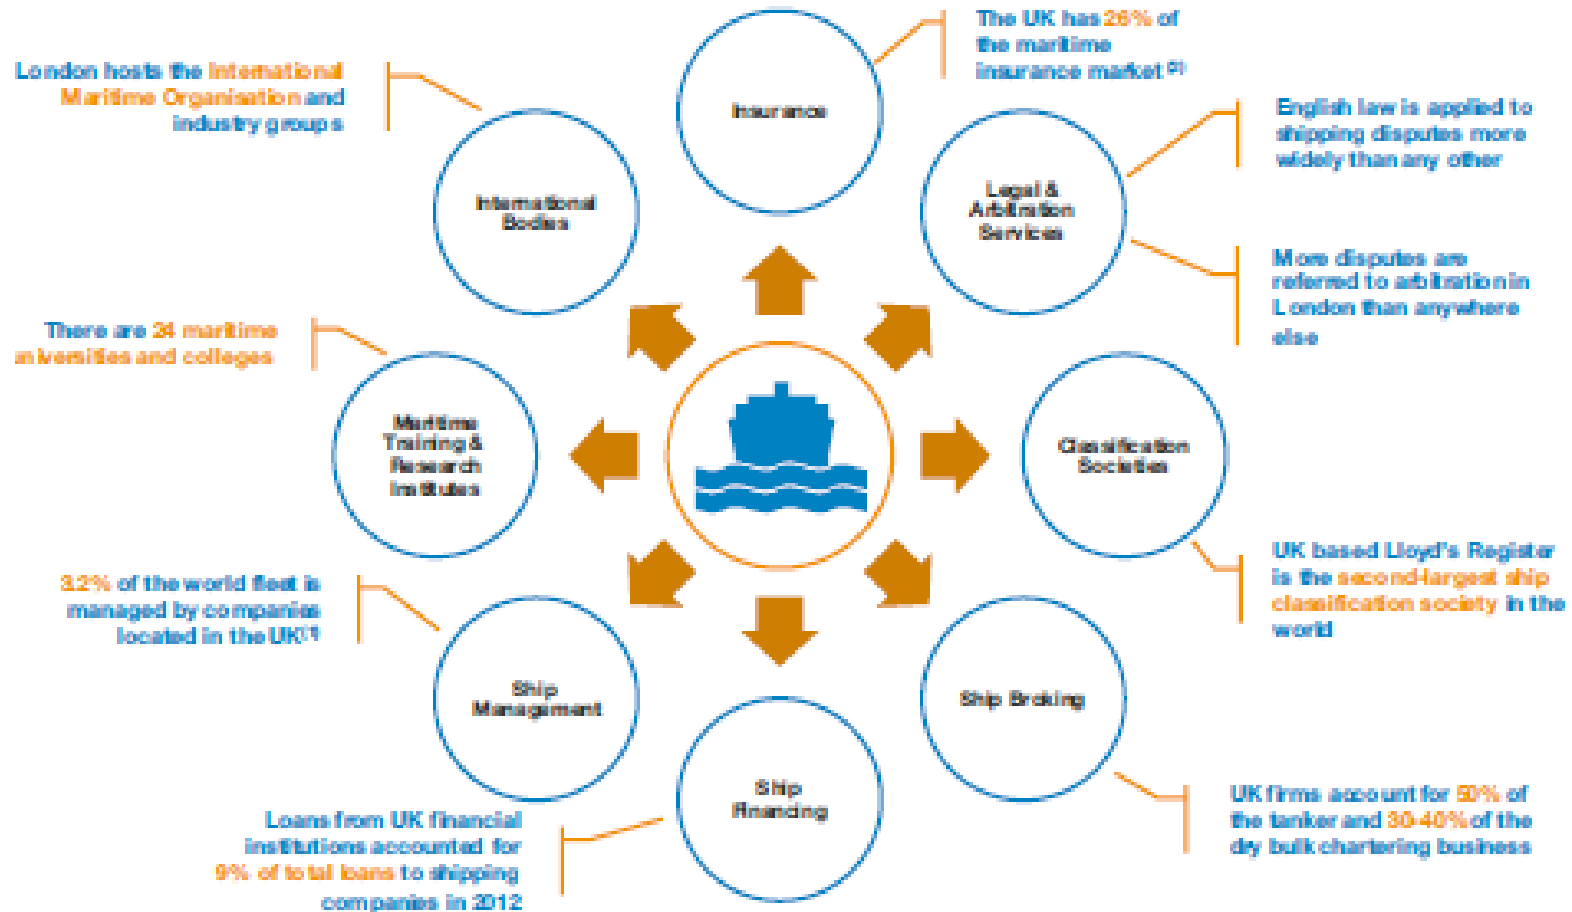 The UK has 26% of
the maritime
insurance market (2)
London hosts the International
Maritime Organisation and
industry groups
Insurance
English law is applied to
shipping disputes more
widely than any other
International
Bodies
Legal &
Arbitration
Services
More disputes are
referred to arbitration in
London than anywhere
else
There are 24 maritime
universities and colleges
Maritime
Training &
Research
Institutes
Classification
Societies
UK based Lloyd's Register
is the second-largest ship
classification society in the
world
3.2% of the world fleet is
managed by companies
located in the UK(1)
Ship
Management
Ship Broking
Ship
Financing
UK firms account for 50% of
the tanker and 30-40% of the
dry bulk chartering business
Loans from UK financial
institutions accounted for
9% of total loans to shipping
companies in 2012